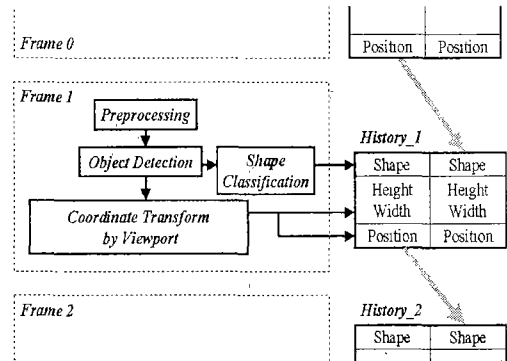 Frame 0
Position Position
Frame 1
Preprocessing
Object Detection
Shape
Classification
Coordinate Transform
by Viewport
History_1
Shape Shape
Height Height
Width Width
Position Position
Frame 2
History_2
Shape Shape